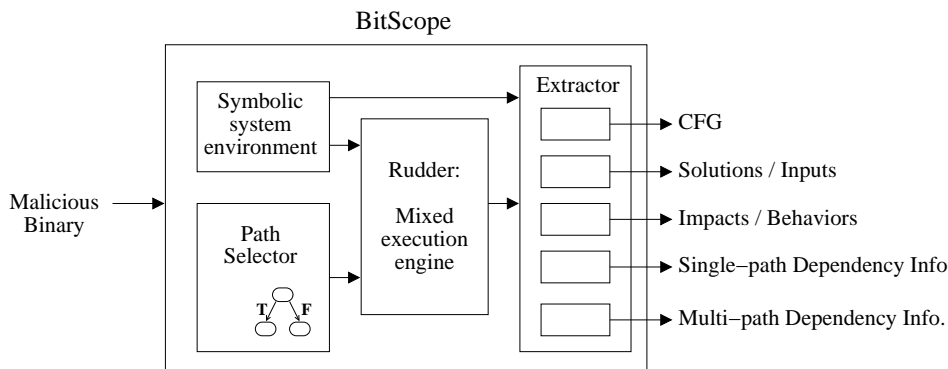 BitScope
Symbolic
system
environment
Extractor
CFG
Rudder:
Solutions / Inputs
Malicious
Binary
Mixed
execution
engine
Impacts / Behaviors
Path
Selector
Single−path Dependency Info
T
F
Multi−path Dependency Info.